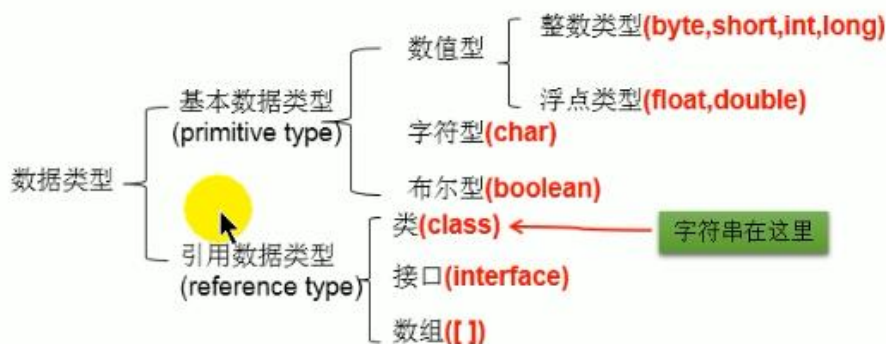 整数类型(byte,short,int,long)
数值型
浮点类型(float,double)
基本数据类型
(primitive type)
字符型(char)
数据类型
布尔型(boolean)
类(class)
字符串在这里
引用数据类型
(reference type)
接口(interface)
数组([ ])